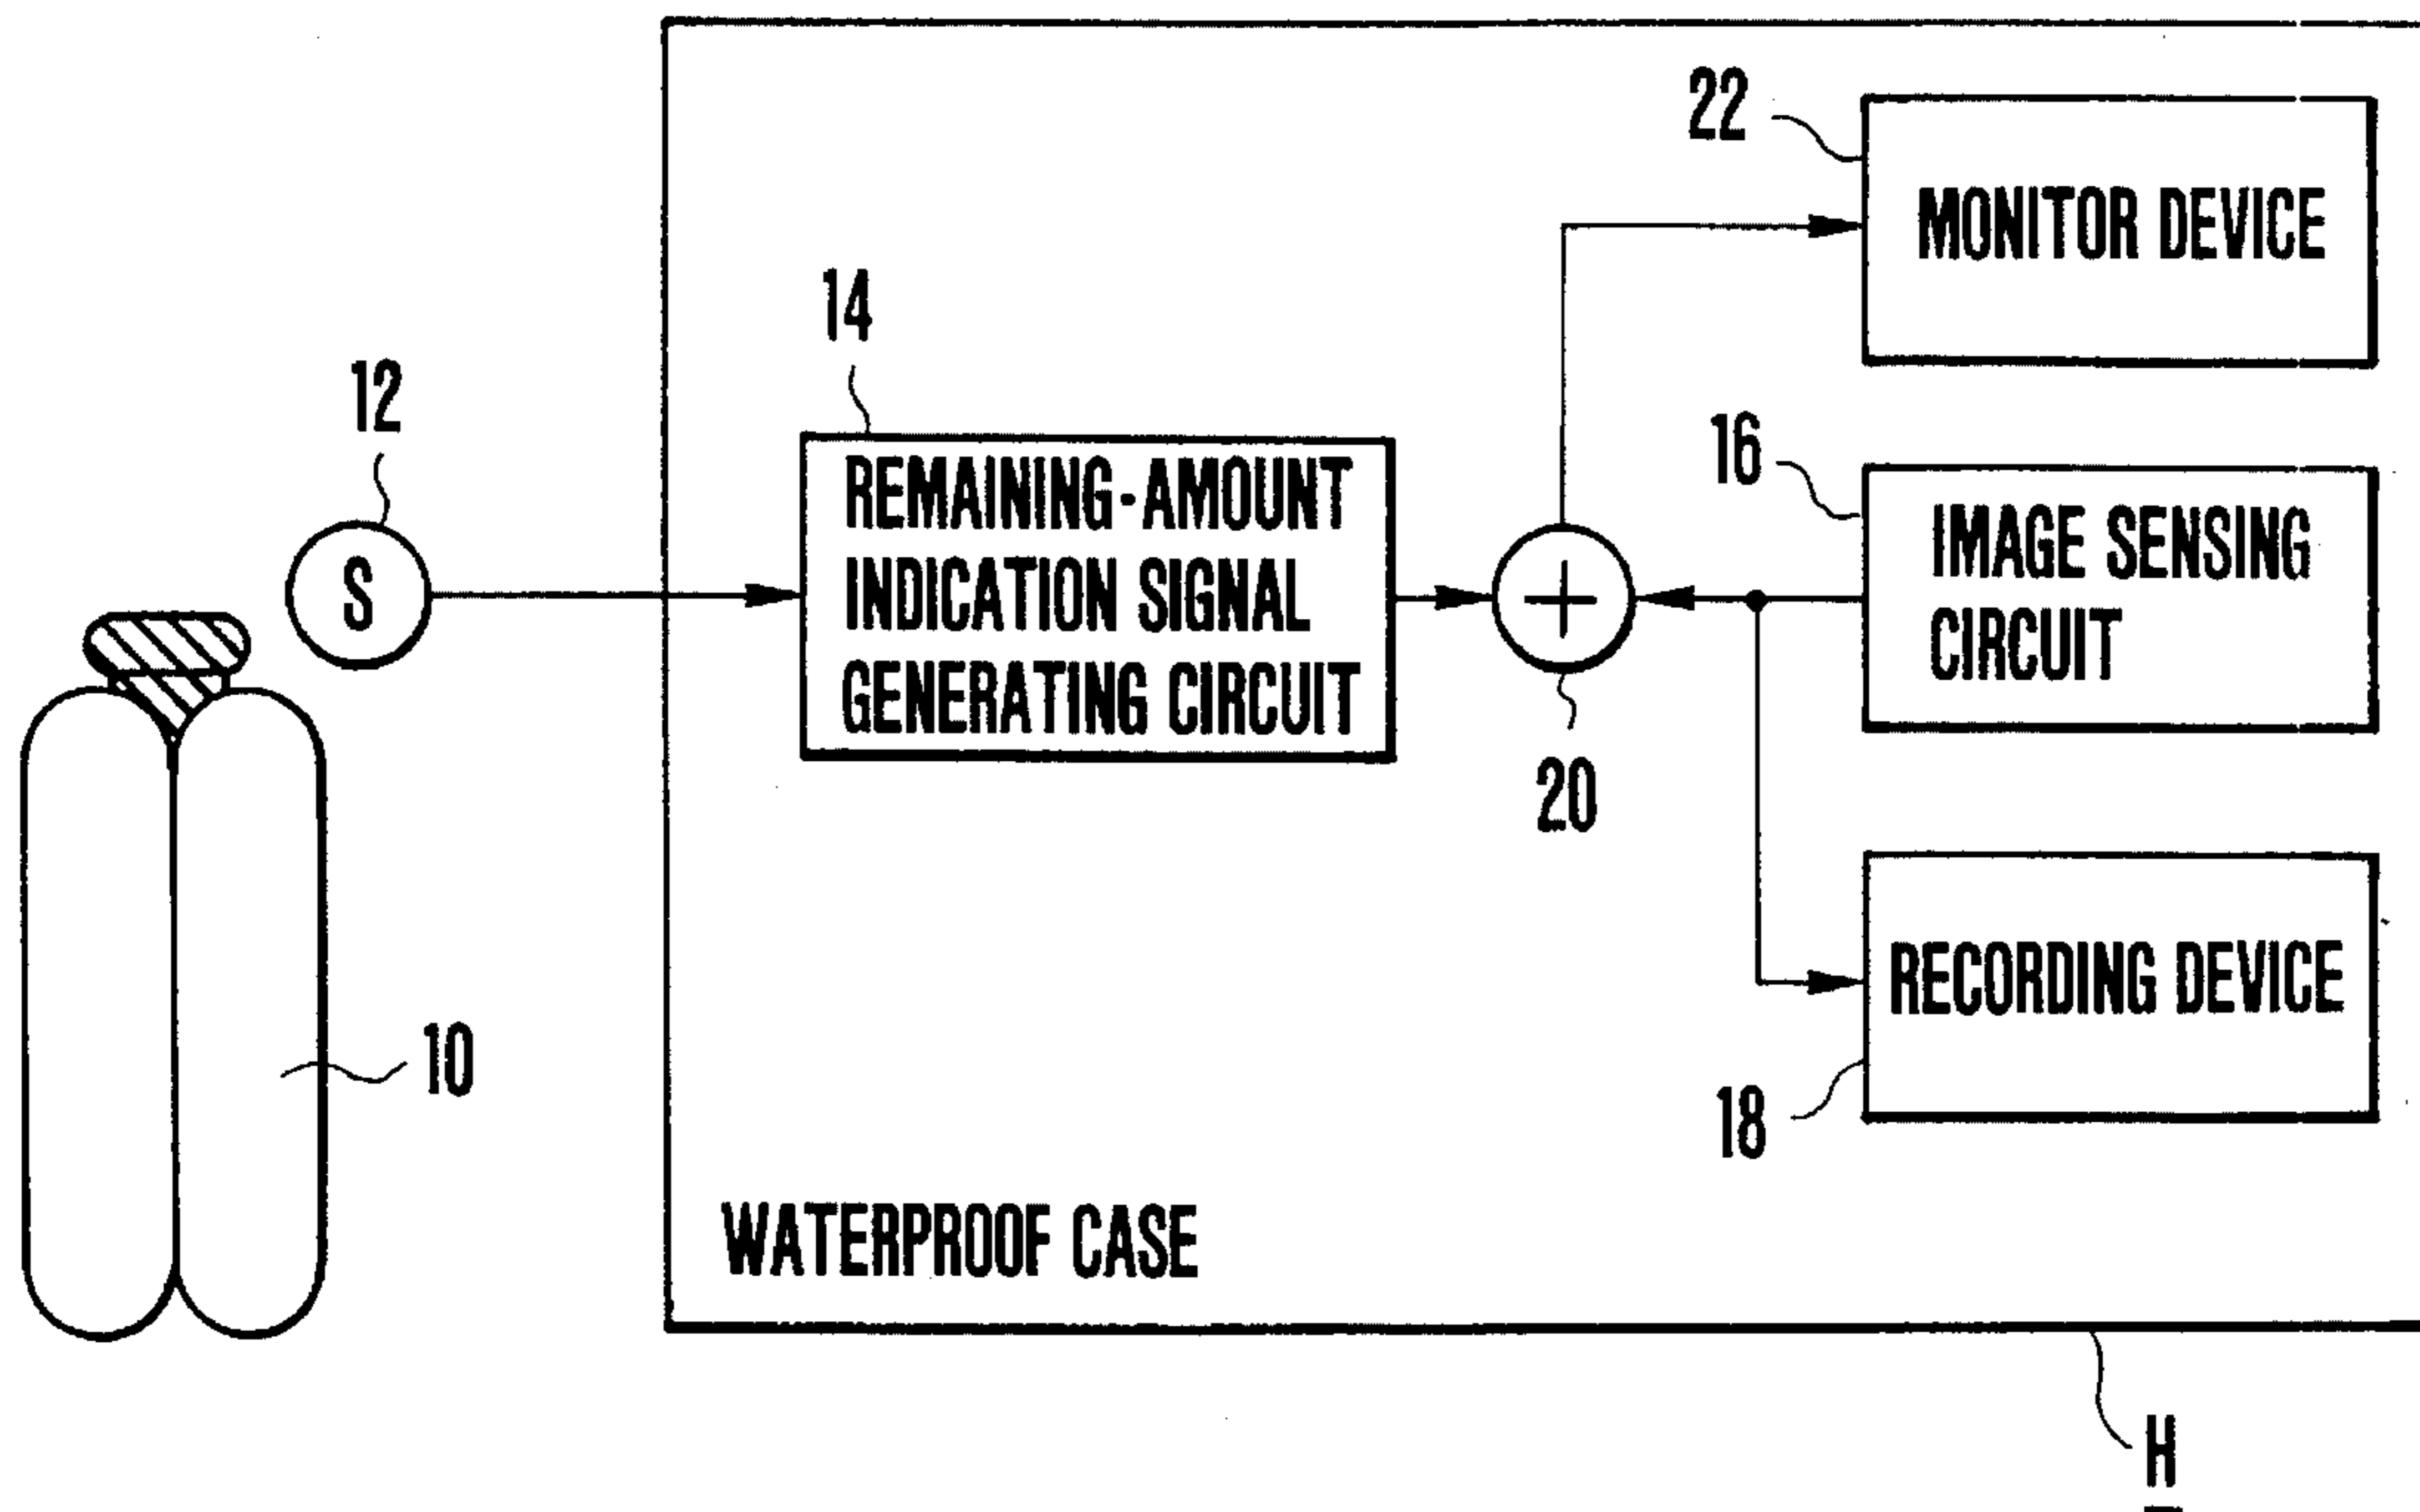 22
MONITOR DEVICE
14
12
16
REMAINING-AMOUNT
INDICATION SIGNAL
GENERATING CIRCUIT
IMAGE SENSING
CIRCUIT
S
+
20
RECORDING DEVICE
10
18
WATERPROOF CASE
H